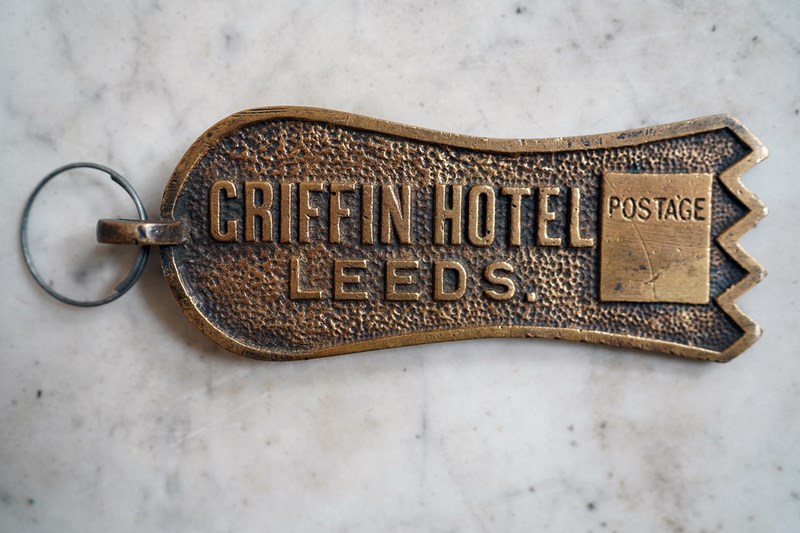 GRIFFIN HOTEL
LEEDS.
POSTAGE